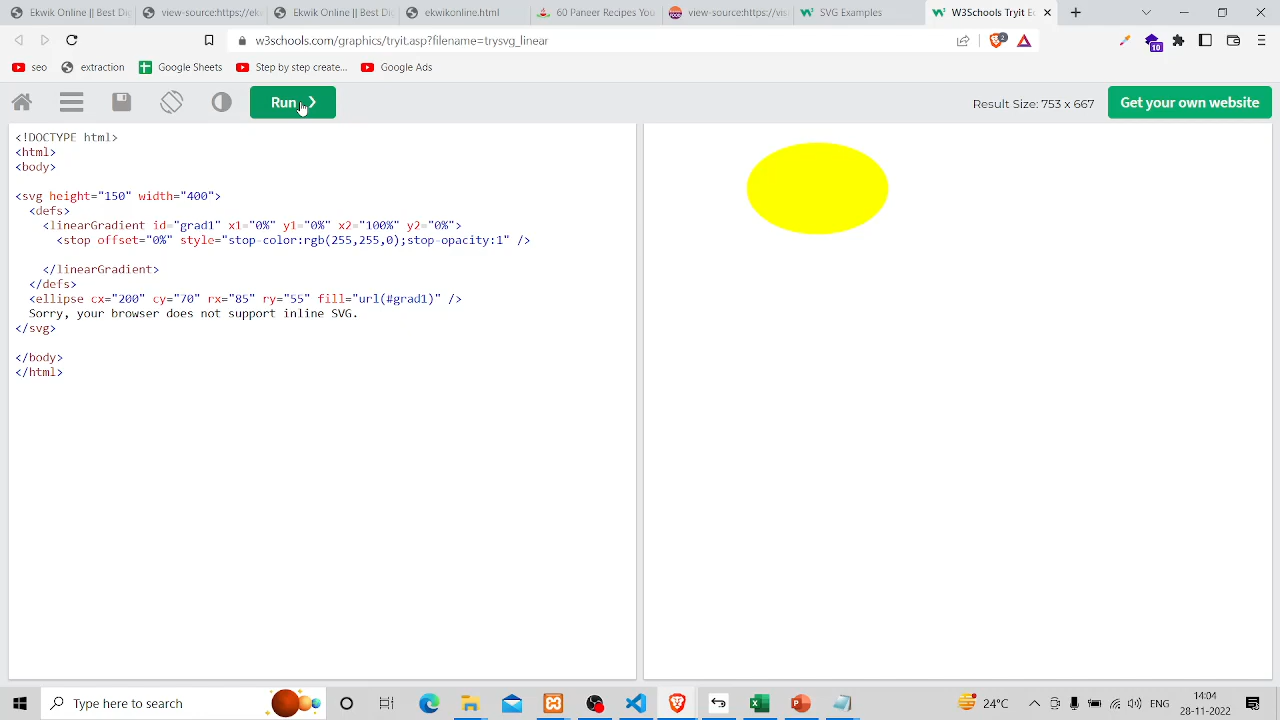 Ekwik Online || Best Di
view-source:https://ek
Ekwik Online || Best Di
ekwikonline.html
60 Paneer Recipes You
view-source:https://vis
SVG Examples
W3Schools Tryit E
w3schools.com/graphics/tryit.asp?filename=trysvg_linear
2
10
seo
extraction
Google Sheets
Step by step create...
Google Ads
Run ❯
Result Size: 753 x 667
Get your own website
<!DOCTYPE html>
<html>
<body>
<svg height="150" width="400">
<defs>
<linearGradient id="grad1" x1="0%" y1="0%" x2="100%" y2="0%">
<stop offset="0%" style="stop-color:rgb(255,255,0);stop-opacity:1" />
</linearGradient>
</defs>
<ellipse cx="200" cy="70" rx="85" ry="55" fill="url(#grad1)" />
Sorry, your browser does not support inline SVG.
</svg>
</body>
</html>
Type here to search
24°C
ENG
14:04
28-11-2022